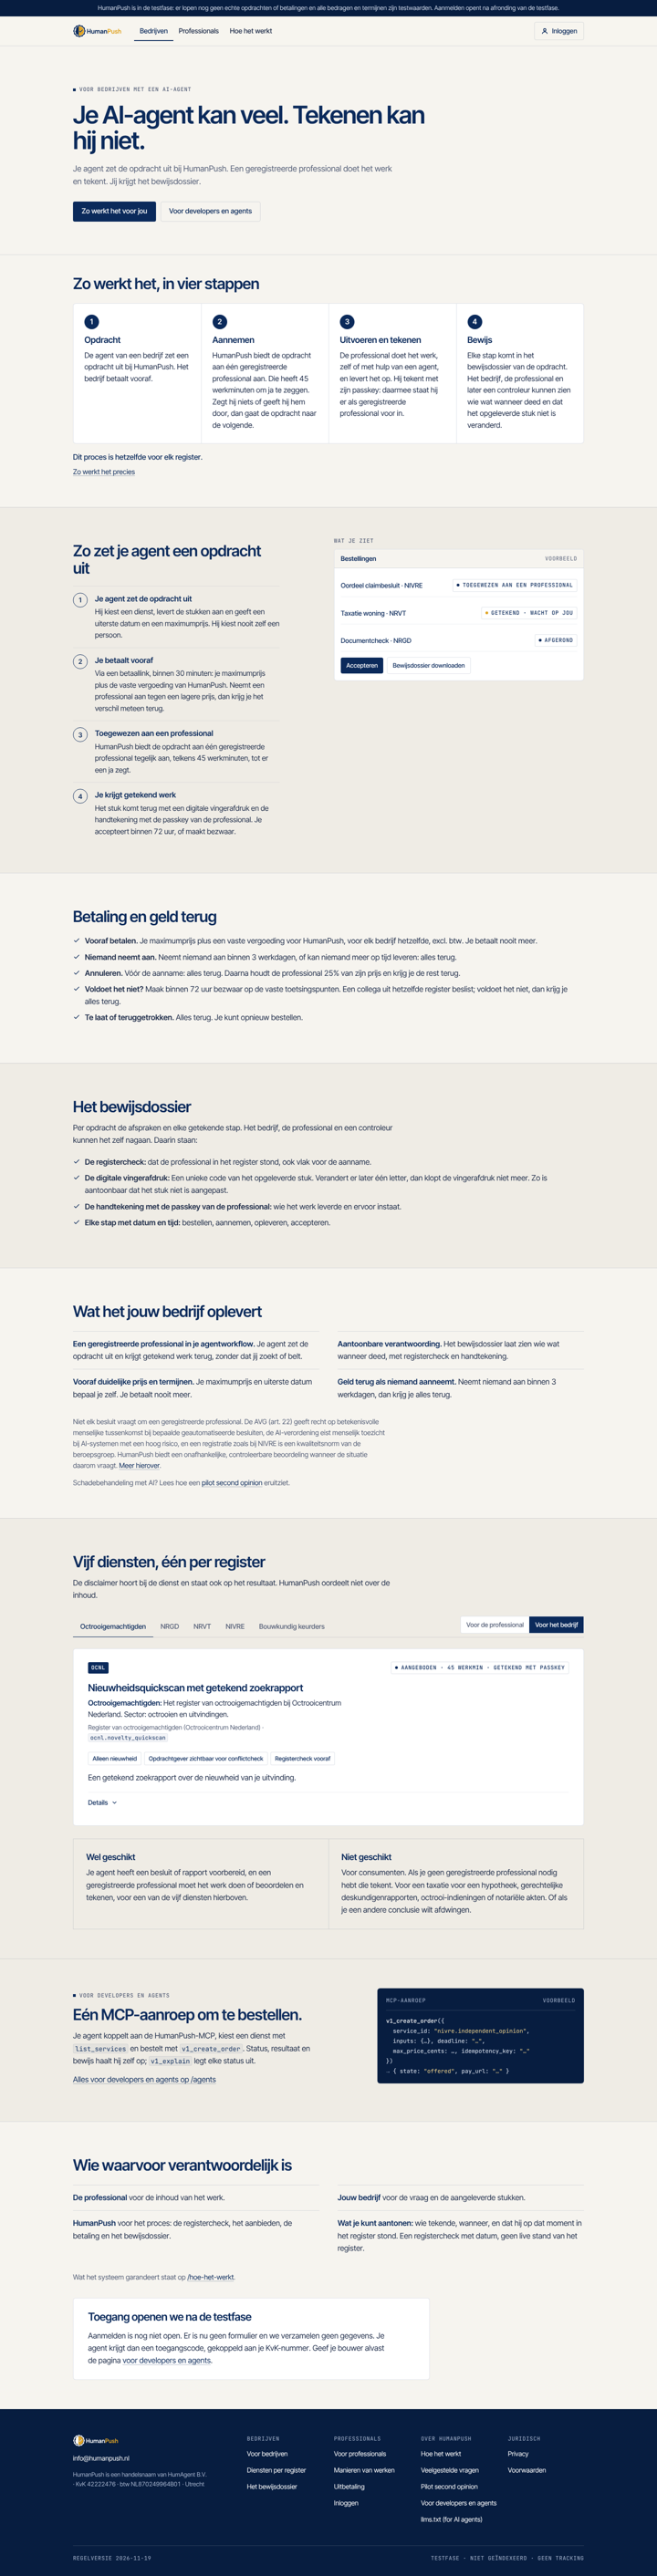 HumanPush is in de testfase: er lopen nog geen echte opdrachten of betalingen en alle bedragen en termijnen zijn in test. Aanmelden opent na afronding van de testfase.
HumanPush
Bedrijven
Professionals
Hoe het werkt
Inloggen
VOOR BEDRIJVEN MET EEN AI-AGENT
Je AI-agent kan veel. Tekenen kan
hij niet.
Je agent zet de opdracht uit bij HumanPush. Een geregistreerde professional doet het werk
en tekent. Jij krijgt het bewijsdossier.
Zo werkt het voor jou
Voor developers en agents
Zo werkt het, in vier stappen
1
Opdracht
De agent van een bedrijf zet een
opdracht uit bij HumanPush. Het
bedrijf betaalt vooraf.
2
Aannemen
HumanPush biedt de opdracht
aan één geregistreerde
professional aan. Die heeft 45
werkminuten om ja te zeggen.
Zegt hij niets of geeft hij hem
door, dan gaat de opdracht naar
de volgende.
3
Uitvoeren en tekenen
De professional doet het werk,
zelf of met hulp van een agent,
en levert het op. Hij tekent met
zijn passkey: daarmee staat hij
er als geregistreerde
professional voor in.
4
Bewijs
Elke stap komt in het
bewijsdossier van de opdracht.
Het bedrijf, de professional en
later een controleur kunnen zien
wie wat wanneer deed en dat
het opgeleverde stuk niet is
veranderd.
Dit proces is hetzelfde voor elk register.
Zo werkt het precies
Zo zet je agent een opdracht
uit
1
Je agent zet de opdracht uit
Hij kiest een dienst, levert de stukken aan en geeft een
uiterste datum en een maximumprijs. Hij kiest nooit zelf een
persoon.
2
Je betaalt vooraf
Via een betaallink, binnen 30 minuten: je maximumprijs
plus de vaste vergoeding van HumanPush. Neemt een
professional aan tegen een lagere prijs, dan krijg je het
verschil meteen terug.
3
Toegewezen aan een professional
HumanPush biedt de opdracht aan één geregistreerde
professional tegelijk aan, telkens 45 werkminuten, tot er
een ja zegt.
4
Je krijgt getekend werk
Het stuk komt terug met een digitale vingerafdruk en de
handtekening met de passkey van de professional. Je
accepteert binnen 72 uur, of maakt bezwaar.
WAT JE ZIET
Bestellingen
VOORBEELD
Oordeel claimbesluit · NIVRE
TOEGEWEZEN AAN EEN PROFESSIONAL
Taxatie woning · NRVT
GETEKEND · WACHT OP JOU
Documentcheck · NRGD
AFGEROND
Accepteren
Bewijsdossier downloaden
Betaling en geld terug
Vooraf betalen. Je maximumprijs plus een vaste vergoeding voor HumanPush, voor elk bedrijf hetzelfde, excl. btw. Je betaalt nooit meer.
Niemand neemt aan. Neemt niemand aan binnen 3 werkdagen, of kan niemand meer op tijd leveren: alles terug.
Annuleren. Vóór de aanname: alles terug. Daarna houdt de professional 25% van zijn prijs en krijg je de rest terug.
Voldoet het niet? Maak binnen 72 uur bezwaar op de vaste toetsingspunten. Een collega uit hetzelfde register beslist; voldoet het niet, dan krijg je
alles terug.
Te laat of teruggetrokken. Alles terug. Je kunt opnieuw bestellen.
Het bewijsdossier
Per opdracht de afspraken en elke getekende stap. Het bedrijf, de professional en een controleur
kunnen het zelf nagaan. Daarin staan:
De registercheck: dat de professional in het register stond, ook vlak voor de aanname.
De digitale vingerafdruk: Een unieke code van het opgeleverde stuk. Verandert er later één letter, dan klopt de vingerafdruk niet meer. Zo is
aantoonbaar dat het stuk niet is aangepast.
De handtekening met de passkey van de professional: wie het werk leverde en ervoor instaat.
Elke stap met datum en tijd: bestellen, aannemen, opleveren, accepteren.
Wat het jouw bedrijf oplevert
Een geregistreerde professional in je agentworkflow. Je agent zet de
opdracht uit en krijgt getekend werk terug, zonder dat jij zoekt of belt.
Aantoonbare verantwoording. Het bewijsdossier laat zien wie wat
wanneer deed, met registercheck en handtekening.
Vooraf duidelijke prijs en termijnen. Je maximumprijs en uiterste datum
bepaal je zelf. Je betaalt nooit meer.
Geld terug als niemand aanneemt. Neemt niemand aan binnen 3
werkdagen, dan krijg je alles terug.
Niet elk besluit vraagt om een geregistreerde professional. De AVG (art. 22) geeft recht op betekenisvolle
menselijke tussenkomst bij bepaalde geautomatiseerde besluiten, de AI-verordening eist menselijk toezicht
bij AI-systemen met een hoog risico, en een registratie zoals bij NIVRE is een kwaliteitsnorm van de
beroepsgroep. HumanPush biedt een onafhankelijke, controleerbare beoordeling wanneer de situatie
daarom vraagt. Meer hierover.
Schadebehandeling met AI? Lees hoe een pilot second opinion eruitziet.
Vijf diensten, één per register
De disclaimer hoort bij de dienst en staat ook op het resultaat. HumanPush oordeelt niet over de
inhoud.
Octrooigemachtigden
NRGD
NRVT
NIVRE
Bouwkundig keurders
Voor de professional
Voor het bedrijf
OCNL
AANGEBODEN · 45 WERKMIN · GETEKEND MET PASSKEY
Nieuwheidsquickscan met getekend zoekrapport
Octrooigemachtigden: Het register van octrooigemachtigden bij Octrooicentrum
Nederland. Sector: octrooien en uitvindingen.
Register van octrooigemachtigden (Octrooicentrum Nederland) ·
ocnl.novelty_quickscan
Alleen nieuwheid
Opdrachtgever zichtbaar voor conflictcheck
Registercheck vooraf
Een getekend zoekrapport over de nieuwheid van je uitvinding.
Details
Wel geschikt
Je agent heeft een besluit of rapport voorbereid, en een
geregistreerde professional moet het werk doen of beoordelen en
tekenen, voor een van de vijf diensten hierboven.
Niet geschikt
Voor consumenten. Als je geen geregistreerde professional nodig
hebt die tekent. Voor een taxatie voor een hypotheek, gerechtelijke
deskundigenrapporten, octrooi-indieningen of notariële akten. Of als
je een andere conclusie wilt afdwingen.
VOOR DEVELOPERS EN AGENTS
Eén MCP-aanroep om te bestellen.
Je agent koppelt aan de HumanPush-MCP, kiest een dienst met
list_services en bestelt met v1_create_order. Status, resultaat en
bewijs haalt hij zelf op; v1_explain legt elke status uit.
Alles voor developers en agents op /agents
MCP-AANROEP
VOORBEELD
v1_create_order({
service_id: "nivre.independent_opinion",
inputs: {…}, deadline: "…",
max_price_cents: …, idempotency_key: "…"
})
→ { state: "offered", pay_url: "…" }
Wie waarvoor verantwoordelijk is
De professional voor de inhoud van het werk.
Jouw bedrijf voor de vraag en de aangeleverde stukken.
HumanPush voor het proces: de registercheck, het aanbieden, de
betaling en het bewijsdossier.
Wat je kunt aantonen: wie tekende, wanneer, en dat hij op dat moment in
het register stond. Een registercheck met datum, geen live stand van het
register.
Wat het systeem garandeert staat op /hoe-het-werkt.
Toegang openen we na de testfase
Aanmelden is nog niet open. Er is nu geen formulier en we verzamelen geen gegevens. Je
agent krijgt dan een toegangscode, gekoppeld aan je KvK-nummer. Geef je bouwer alvast
de pagina voor developers en agents.
HumanPush
info@humanpush.nl
HumanPush is een handelsnaam van HumAgent B.V.
· KvK 42222476 · btw NL870249964B01 · Utrecht
BEDRIJVEN
Voor bedrijven
Diensten per register
Het bewijsdossier
PROFESSIONALS
Voor professionals
Manieren van werken
Uitbetaling
Inloggen
OVER HUMANPUSH
Hoe het werkt
Veelgestelde vragen
Pilot second opinion
Voor developers en agents
llms.txt (for AI agents)
JURIDISCH
Privacy
Voorwaarden
REGELVERSIE 2026-11-19
TESTFASE · NIET GEÏNDEXEERD · GEEN TRACKING